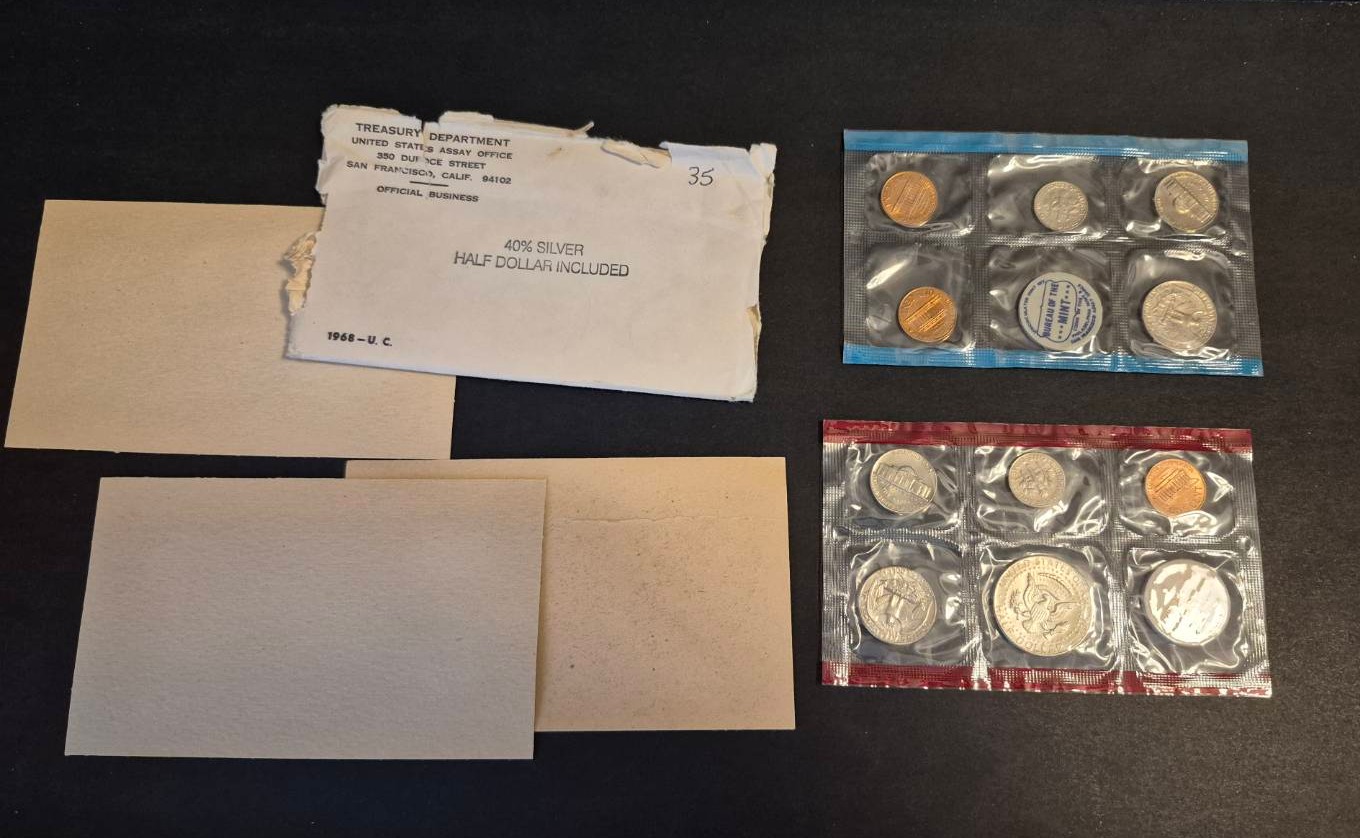 TREASURY DEPARTMENT
UNITED STATES ASSAY OFFICE
350 DUBOCE STREET
SAN FRANCISCO, CALIF. 94102
OFFICIAL BUSINESS
35
40% SILVER
HALF DOLLAR INCLUDED
1968-U. C.
BUREAU OF THE
MINT